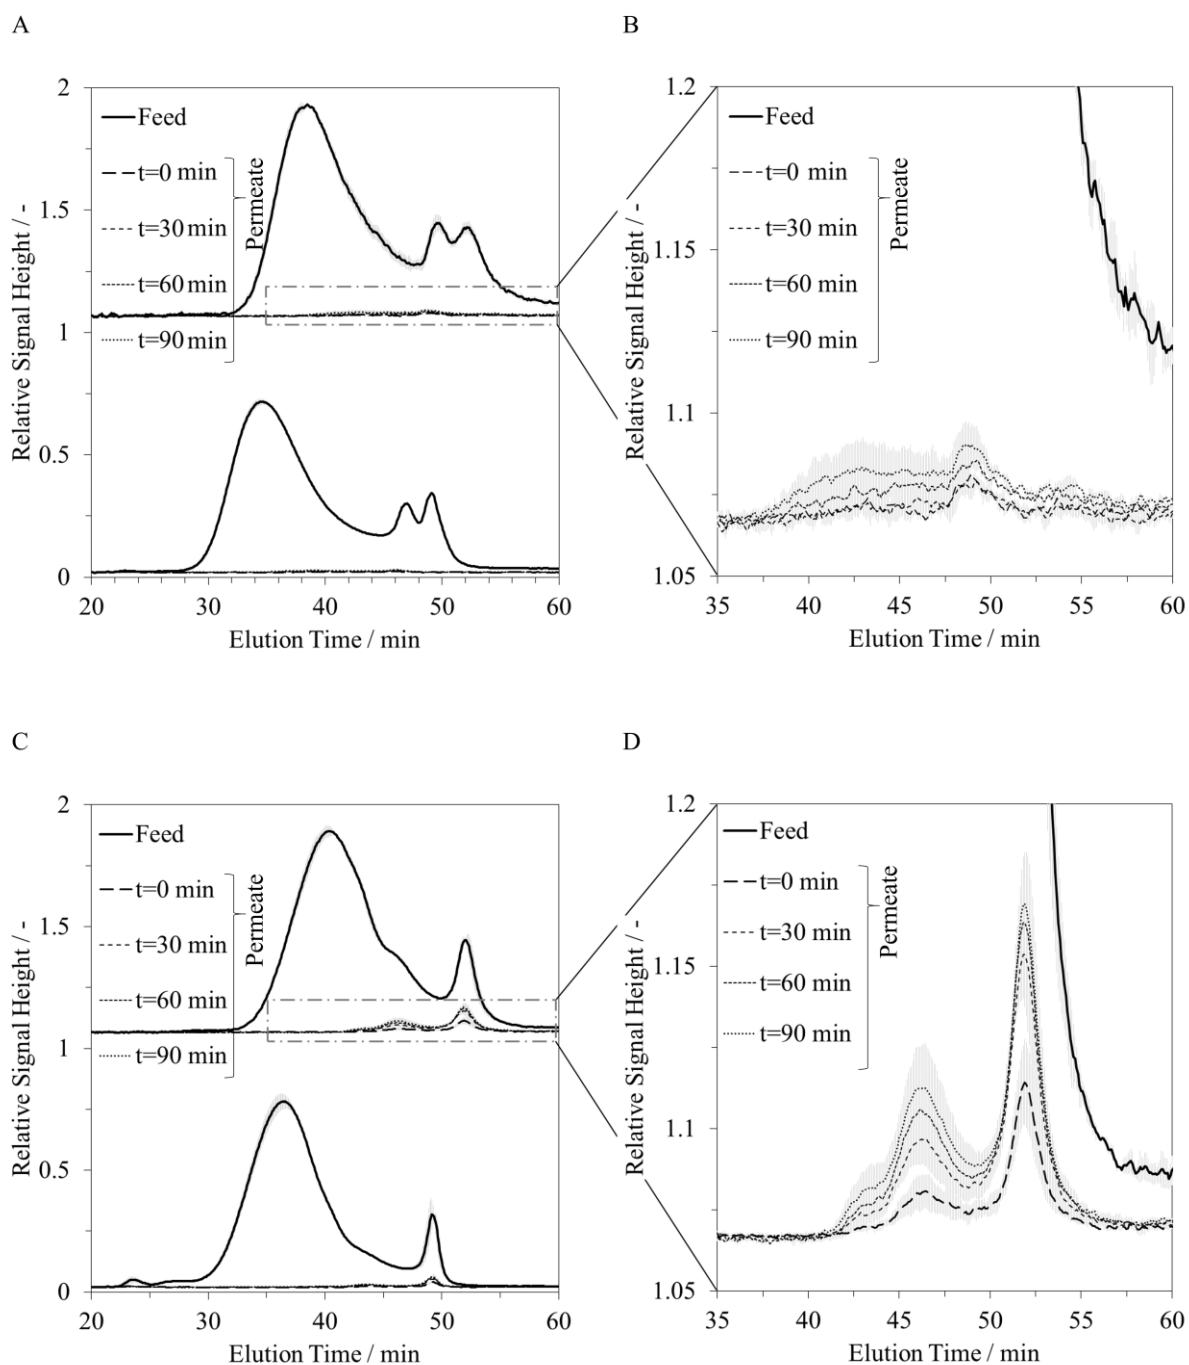 A
B
Relative Signal Height / -
2
1.5
1
0.5
0
Feed
t=0 min
t=30 min
t=60 min
t=90 min
Permeate
20 30 40 50 60
Elution Time / min
Relative Signal Height / -
1.2
1.15
1.1
1.05
Feed
t=0 min
t=30 min
t=60 min
t=90 min
Permeate
35 40 45 50 55 60
Elution Time / min
C
D
Relative Signal Height / -
2
1.5
1
0.5
0
Feed
t=0 min
t=30 min
t=60 min
t=90 min
Permeate
20 30 40 50 60
Elution Time / min
Relative Signal Height / -
1.2
1.15
1.1
1.05
Feed
t=0 min
t=30 min
t=60 min
t=90 min
Permeate
35 40 45 50 55 60
Elution Time / min